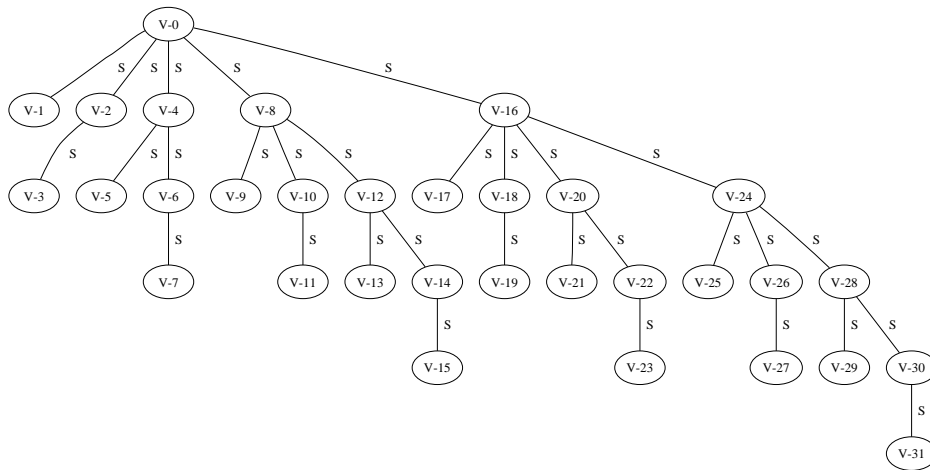 V-0
S S S S S
V-1 V-2 V-4 V-8 V-16
S S S S S S S S S S
V-3 V-5 V-6 V-9 V-10 V-12 V-17 V-18 V-20 V-24
S S S S S S S S S S
V-7 V-11 V-13 V-14 V-19 V-21 V-22 V-25 V-26 V-28
S S S S S
V-15 V-23 V-27 V-29 V-30
S
V-31